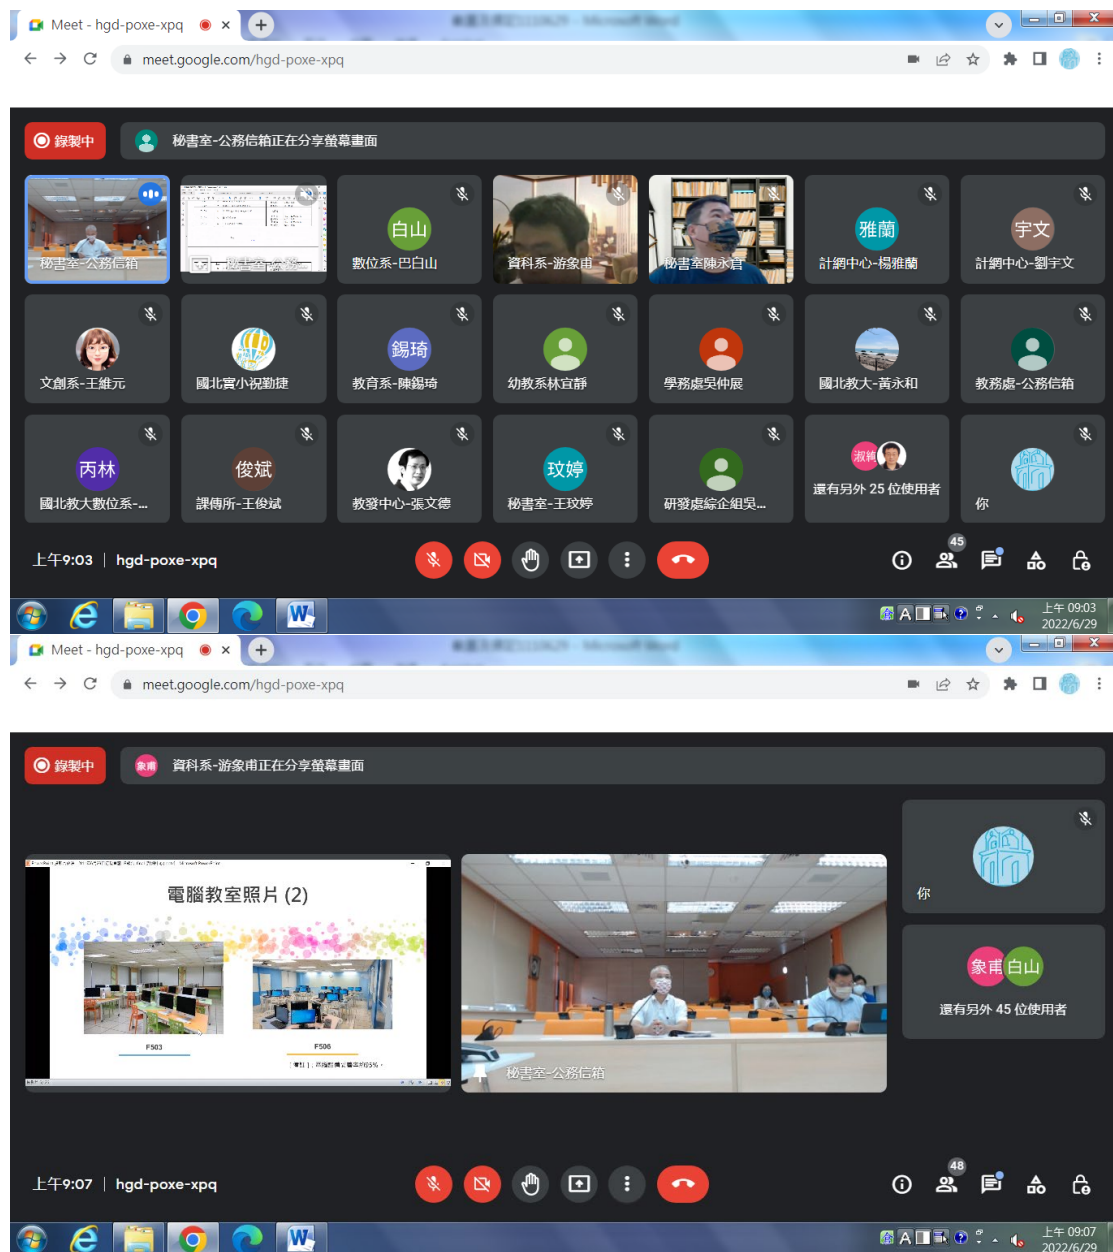 Meet - hgd-poxe-xpq
meet.google.com/hgd-poxe-xpq
錄製中
秘書室-公務信箱正在分享螢幕畫面
秘書室-公務信箱
白山
數位系-巴白山
資科系-游象甫
秘書室陳永倉
雅蘭
計網中心-楊雅蘭
宇文
計網中心-劉宇文
文創系-王維元
國北實小祝勤捷
錫琦
教育系-陳錫琦
幼教系林宜靜
學務處吳仲展
國北教大-黃永和
教務處-公務信箱
丙林
國北教大數位系-...
俊斌
課傳所-王俊斌
教發中心-張文德
玟婷
秘書室-王玟婷
研發處綜企組吳...
淑純
還有另外 25 位使用者
你
上午9:03 | hgd-poxe-xpq
45
上午 09:03
2022/6/29
Meet - hgd-poxe-xpq
meet.google.com/hgd-poxe-xpq
錄製中
象甫
資科系-游象甫正在分享螢幕畫面
電腦教室照片 (2)
F503
F506
秘書室-公務信箱
你
象甫
白山
還有另外 45 位使用者
上午9:07 | hgd-poxe-xpq
48
上午 09:07
2022/6/29